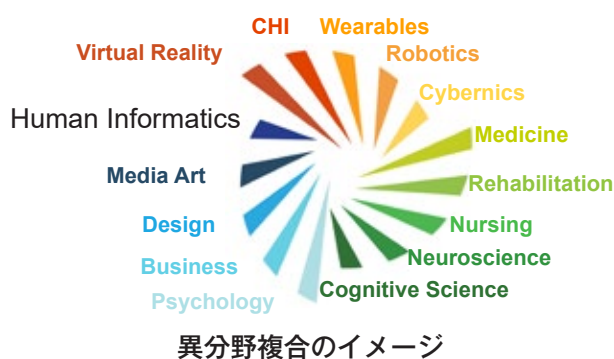 CHI
Wearables
Virtual Reality
Robotics
Cybernics
Human Informatics
Medicine
Media Art
Rehabilitation
Design
Nursing
Business
Neuroscience
Psychology
Cognitive Science
異分野複合のイメージ